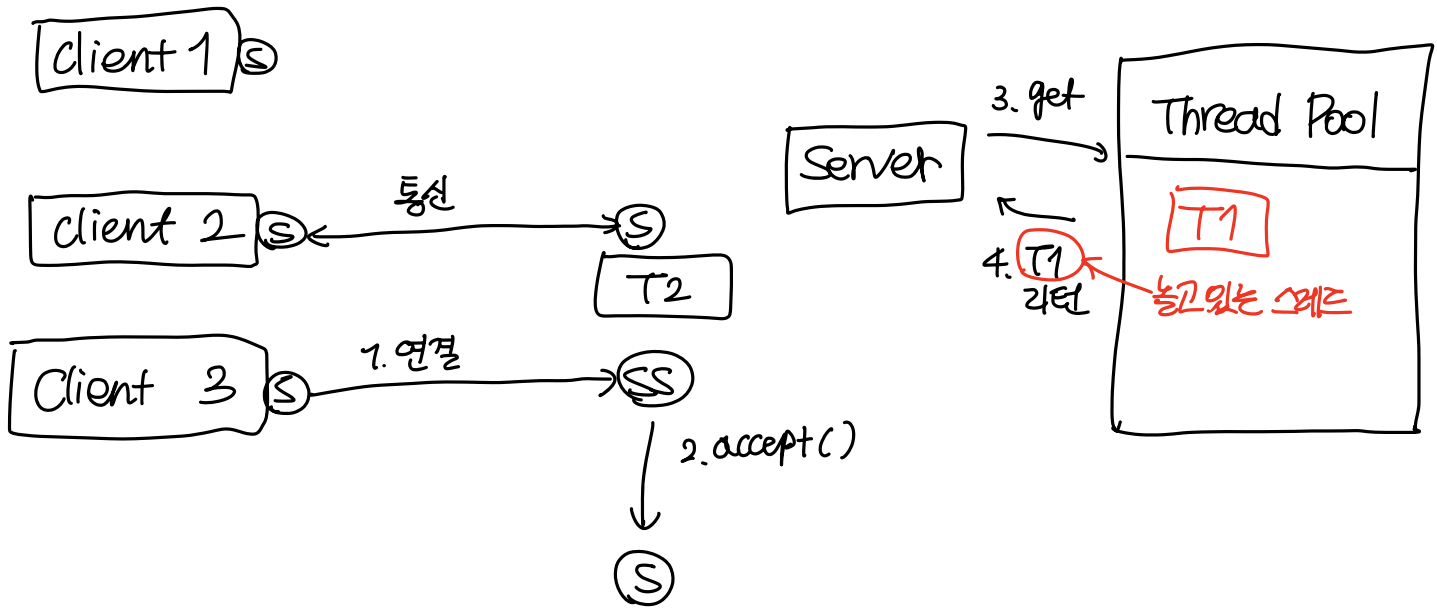 Client 1
S
3. get
Thread Pool
Server
통신
S
client 2
S
T1
T2
4. T1
리턴
놀고있는 스레드
1. 연결
Client 3
S
SS
2. accept()
S